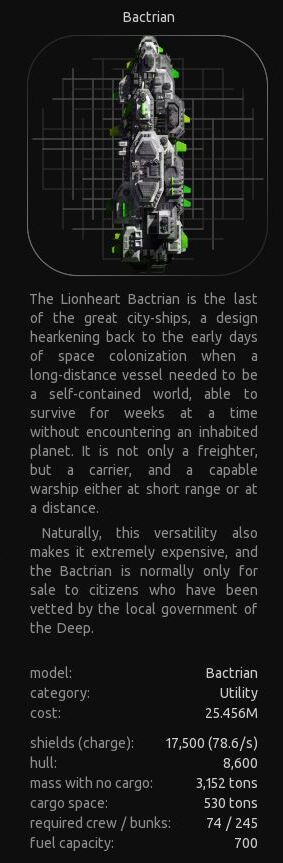 Bactrian
The Lionheart Bactrian is the last
of the great city-ships, a design
hearkening back to the early days
of space colonization when a
long-distance vessel needed to be
a self-contained world, able to
survive for weeks at a time
without encountering an inhabited
planet. It is not only a freighter,
but a carrier, and a capable
warship either at short range or at
a distance.
Naturally, this versatility also
makes it extremely expensive, and
the Bactrian is normally only for
sale to citizens who have been
vetted by the local government of
the Deep.
model: Bactrian
category: Utility
cost: 25.456M
shields (charge): 17,500 (78.6/s)
hull: 8,600
mass with no cargo: 3,152 tons
cargo space: 530 tons
required crew / bunks: 74 / 245
fuel capacity: 700